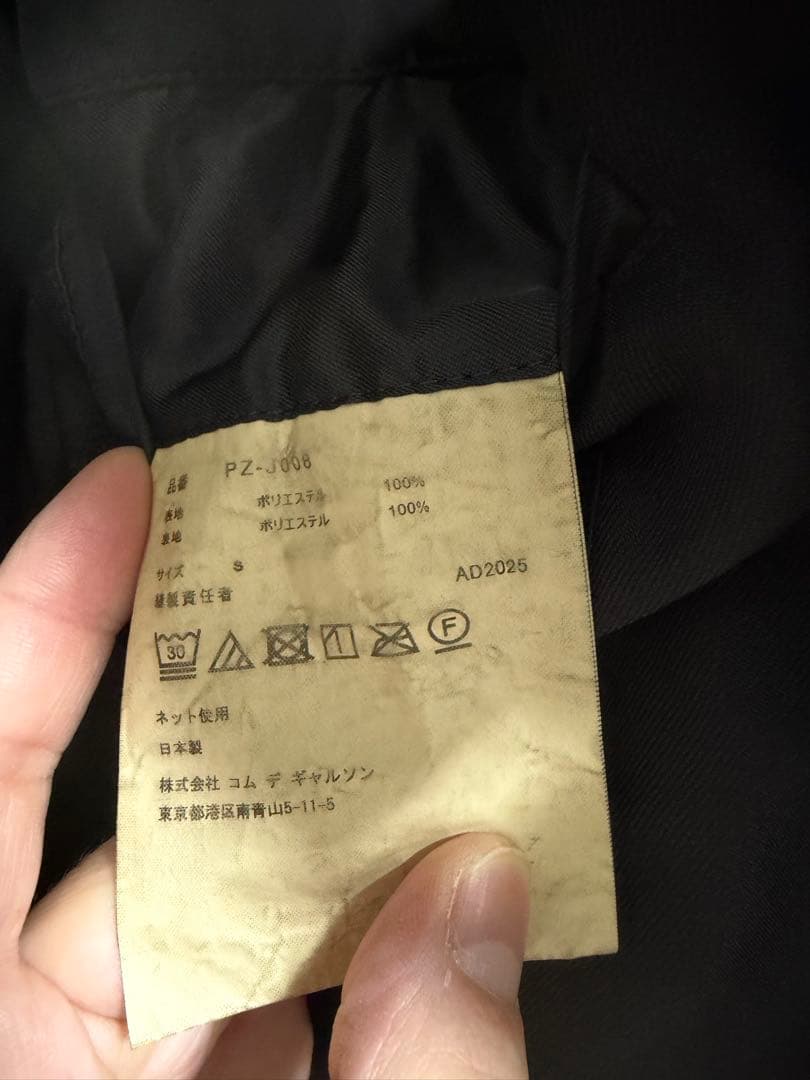 品番 PZ-J008
表地 ポリエステル 100%
裏地 ポリエステル 100%
サイズ S
縫製責任者 AD2025
30 F
ネット使用
日本製
株式会社 コム デ ギャルソン
東京都港区南青山5-11-5